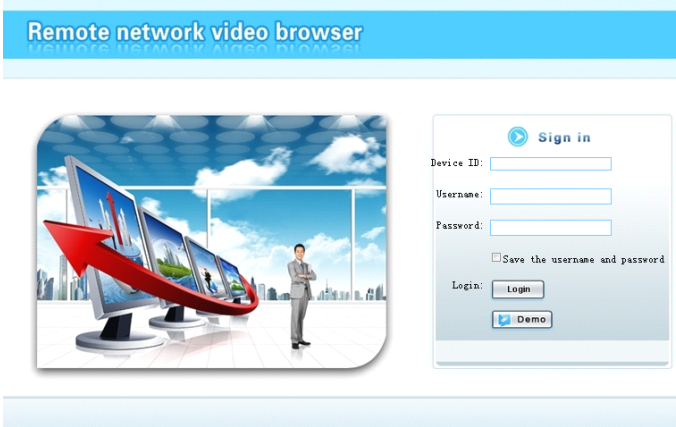 Remote network video browser
Sign in
Device ID:
Username:
Password:
Save the username and password
Login: Login
Demo